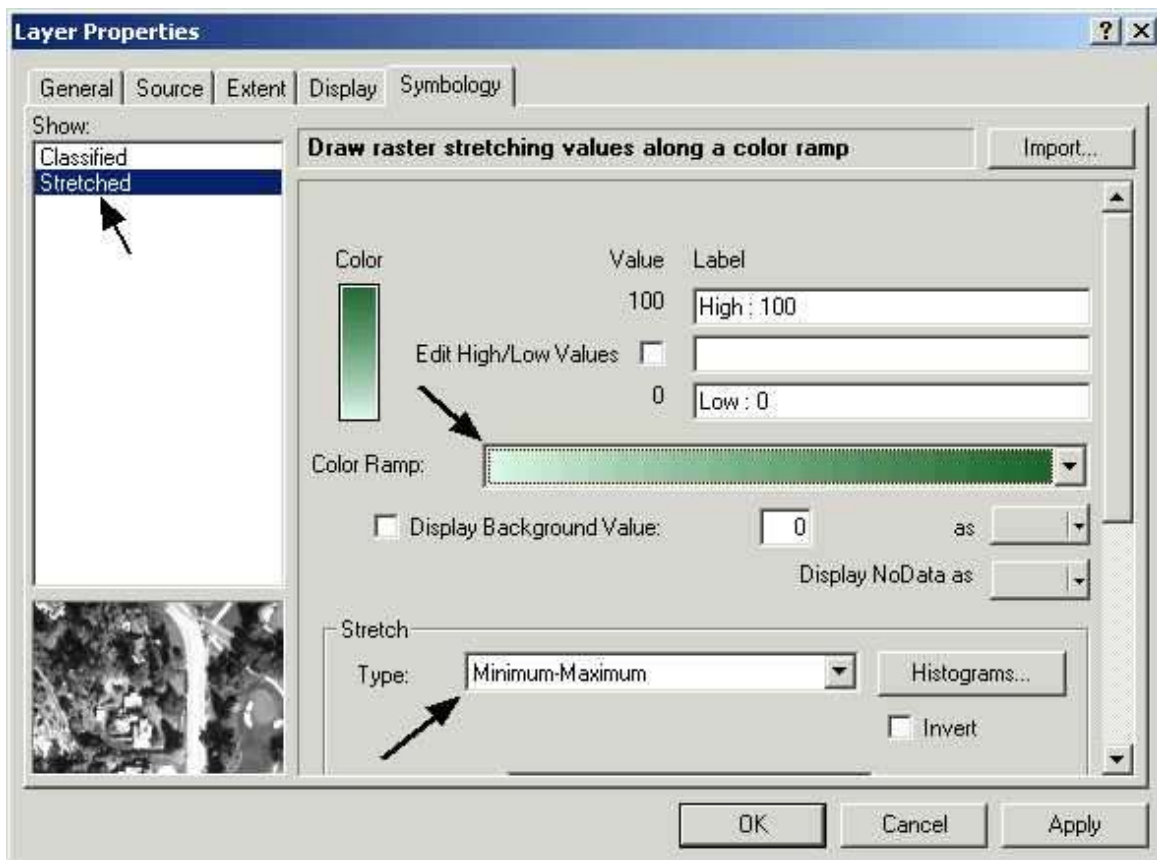 Layer Properties
General Source Extent Display Symbology
Show:
Classified
Stretched
Draw raster stretching values along a color ramp
Import...
Color Value Label
100 High : 100
Edit High/Low Values
0 Low : 0
Color Ramp:
Display Background Value: 0 as
Display NoData as
Stretch
Type: Minimum-Maximum Histograms...
Invert
OK Cancel Apply